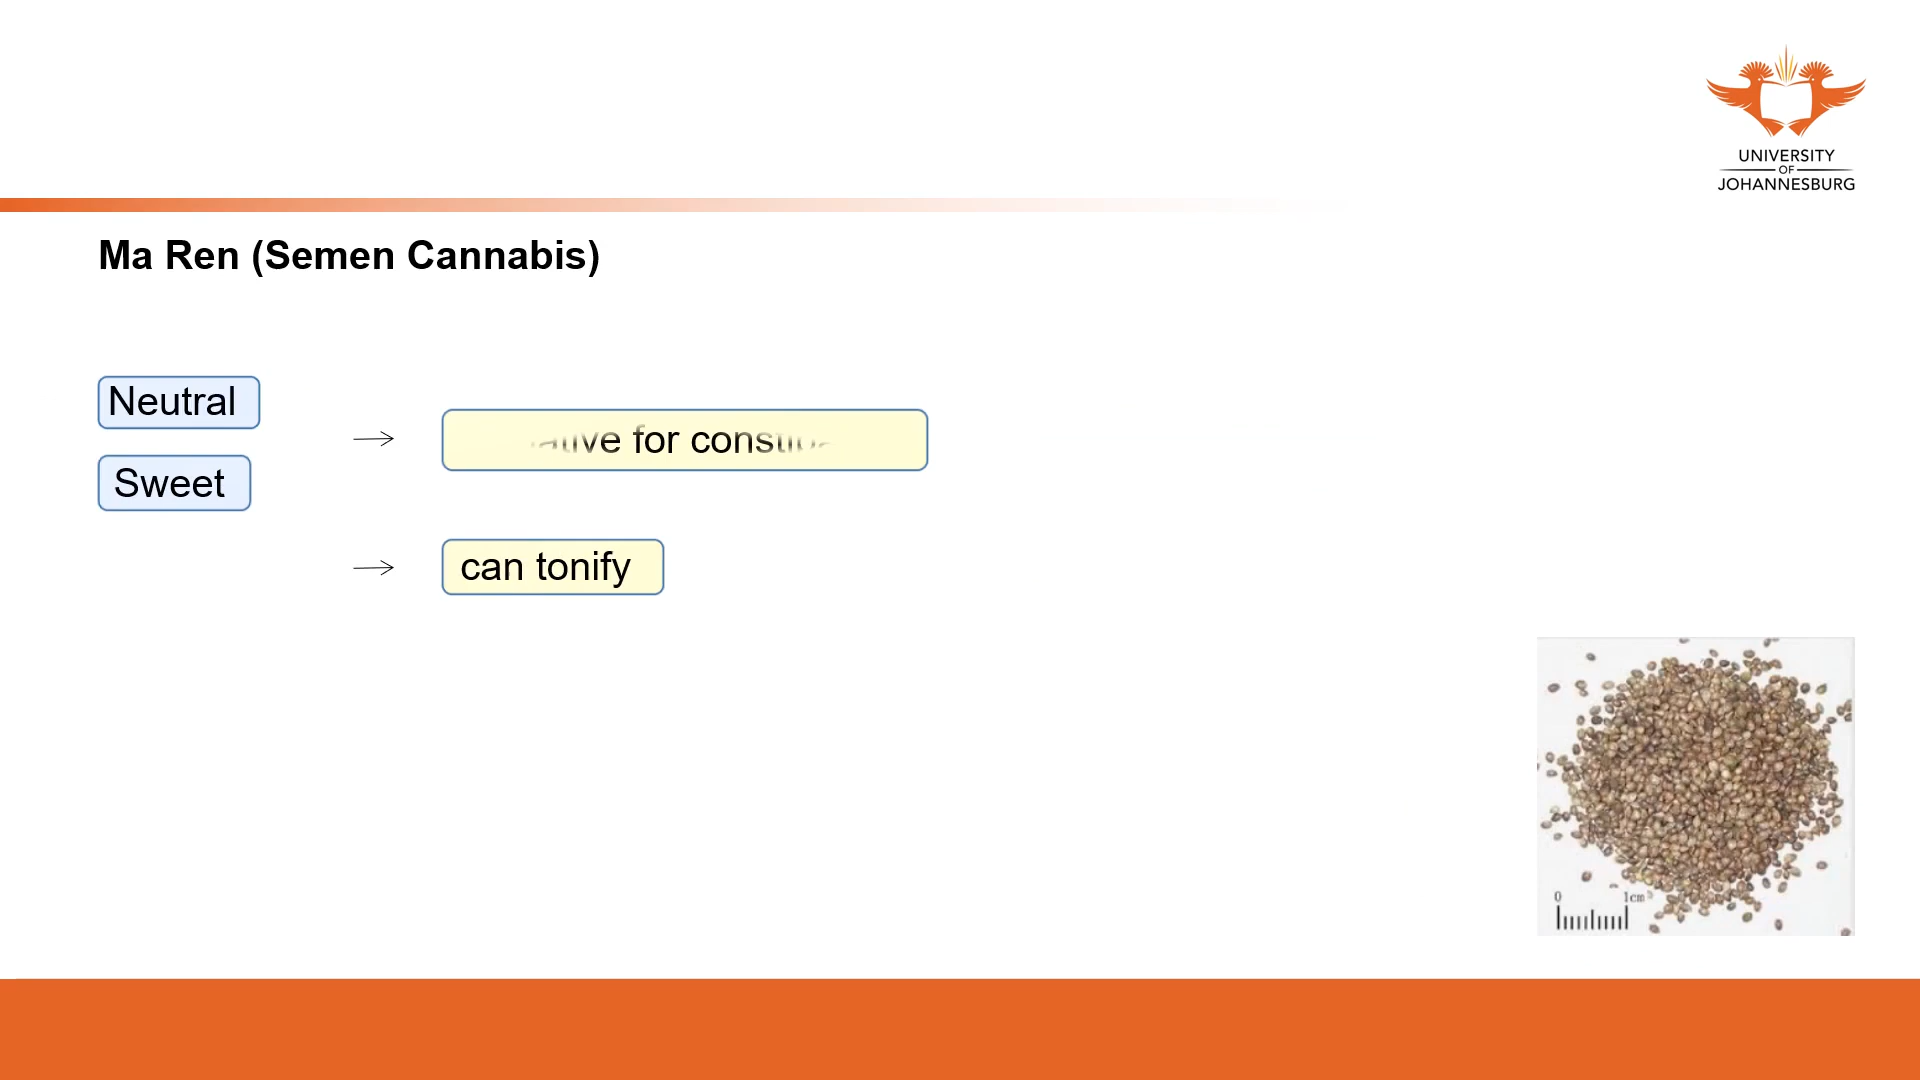 UNIVERSITY
OF
JOHANNESBURG
Ma Ren (Semen Cannabis)
Neutral
for
Sweet
can tonify
0 1cm